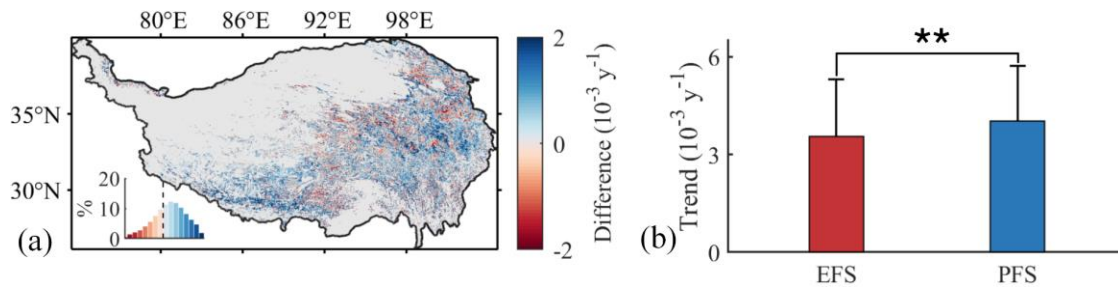 80°E 86°E 92°E 98°E
35°N
30°N
20
10
0
%
(a)
2
0
-2
Difference (10⁻³ y⁻¹)
**
6
3
0
Trend (10⁻³ y⁻¹)
EFS PFS
(b)